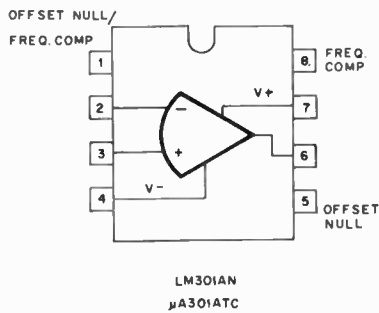 OFFSET NULL/
FREQ. COMP
1
8.
FREQ.
COMP
2
−
V+
7
3
+
6
4
V−
5
OFFSET
NULL
LM301AN
µA301ATC